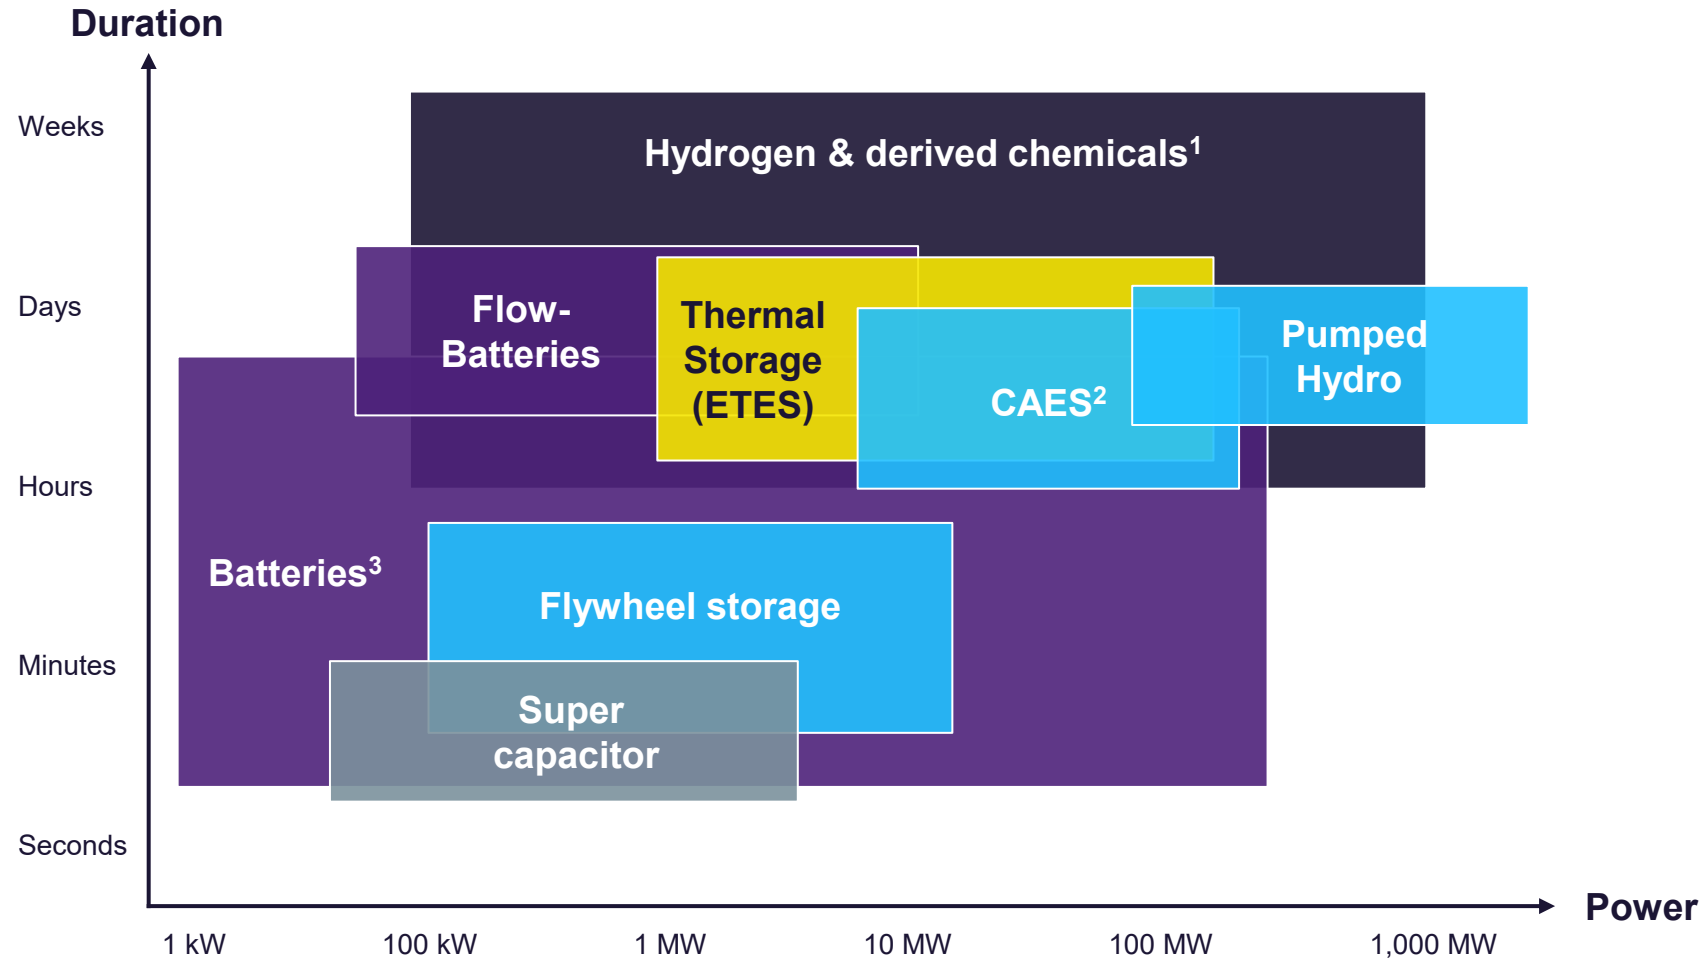 Duration
Weeks
Hydrogen & derived chemicals¹
Days
Flow-
Batteries
Thermal
Storage
(ETES)
CAES²
Pumped
Hydro
Hours
Batteries³
Flywheel storage
Minutes
Super
capacitor
Seconds
Power
1 kW
100 kW
1 MW
10 MW
100 MW
1,000 MW